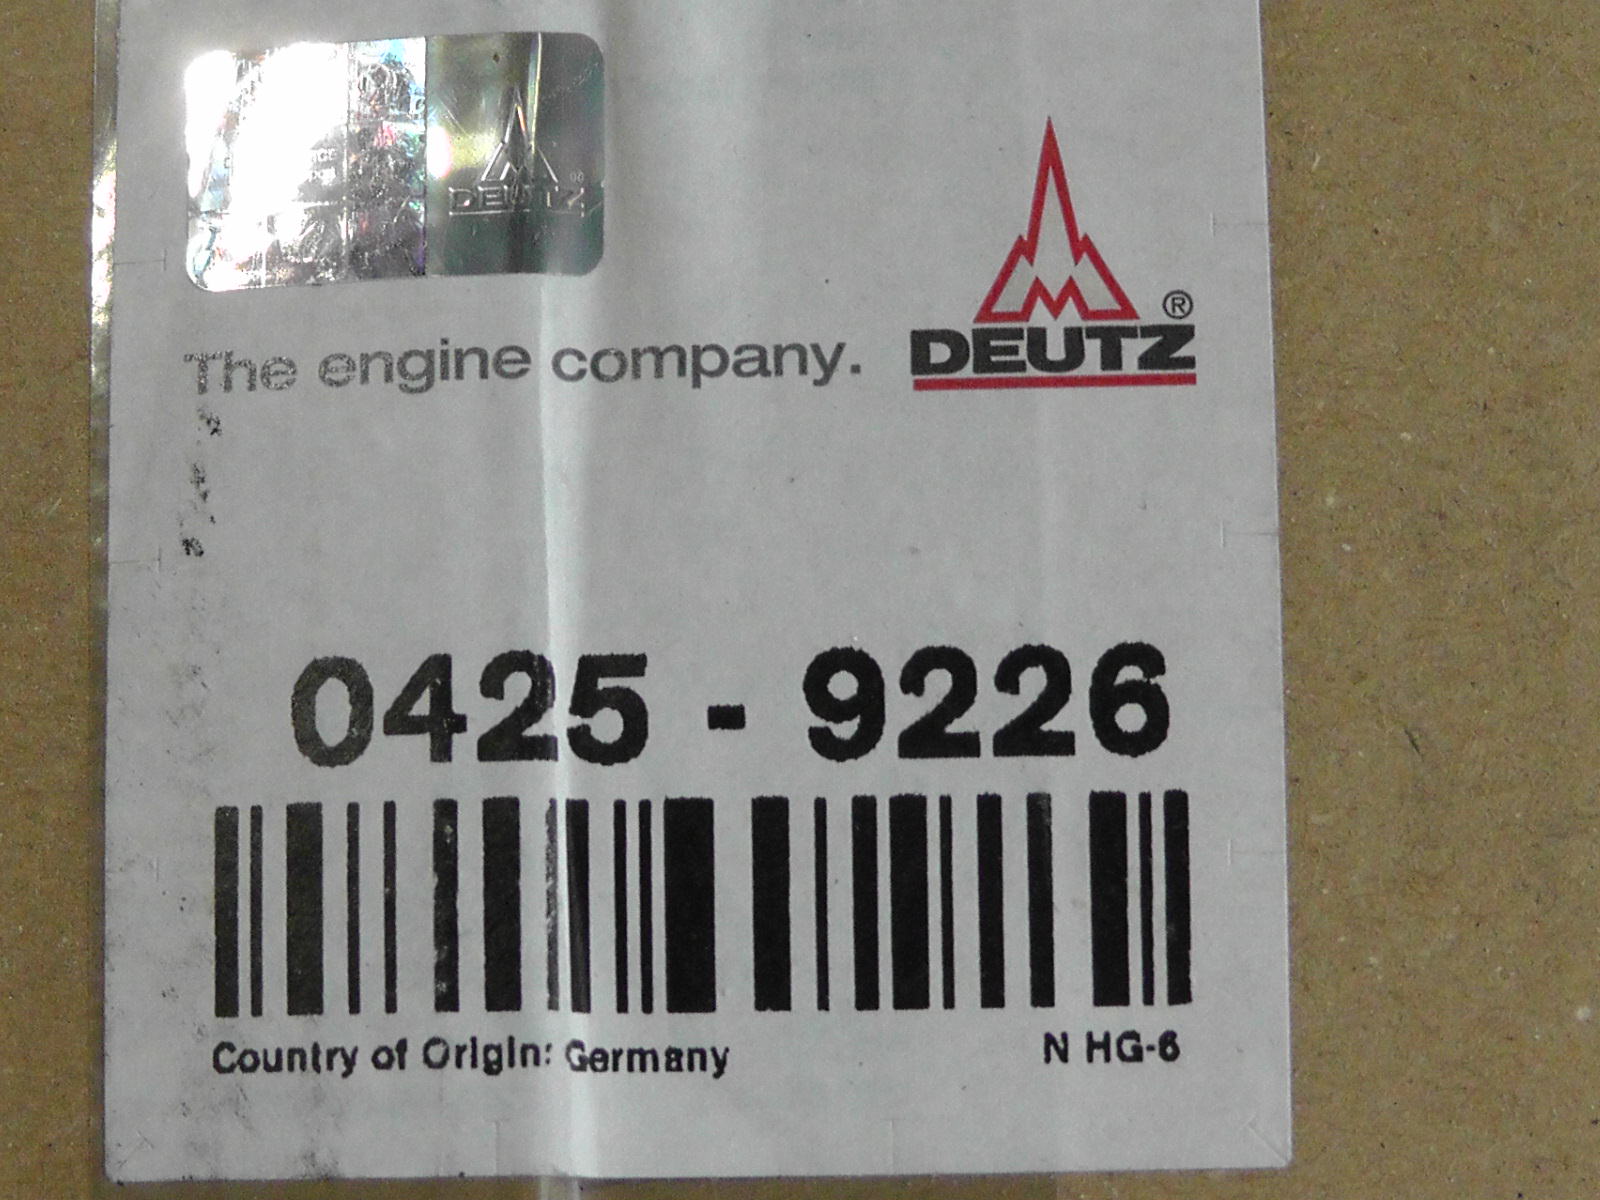 DEUTZ
The engine company. DEUTZ®
0425 - 9226
Country of Origin: Germany N HG-6